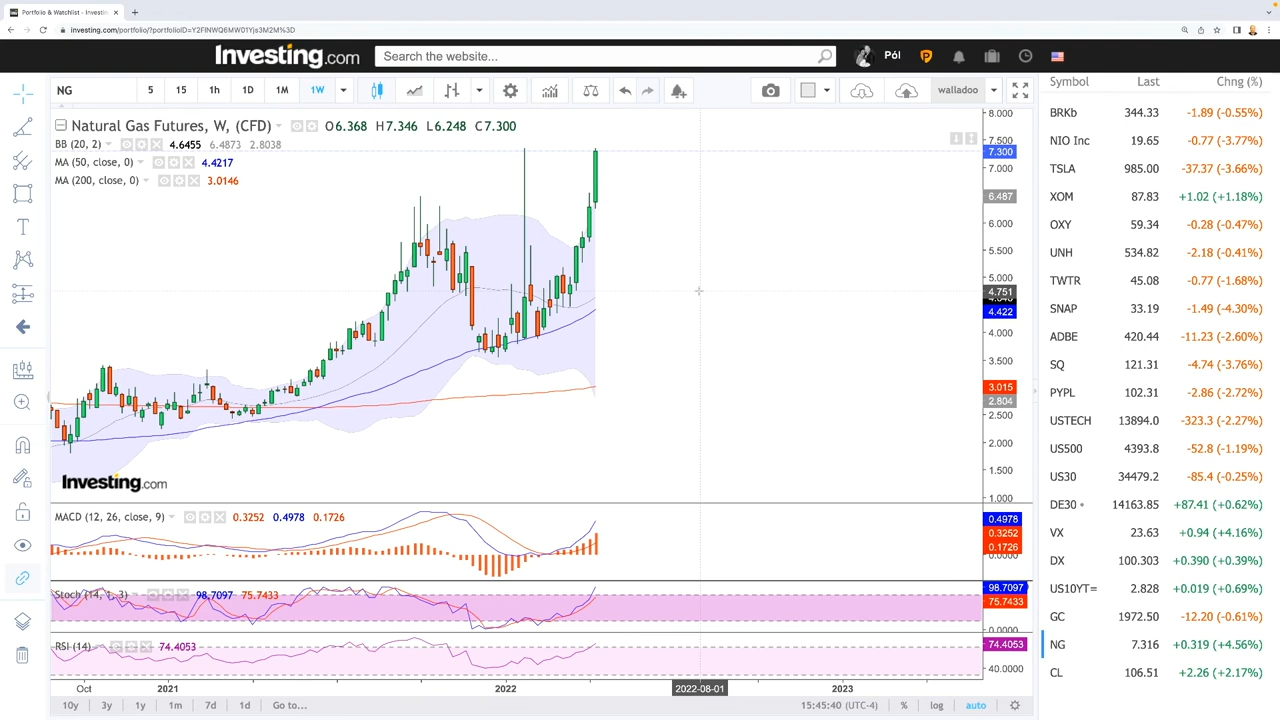 Portfolio & Watchlist - Investin
investing.com/portfolio/?portfolioID=Y2FINWQ6MW01Yjs3M2M%3D
Investing.com Search the website... Pól
NG 5 15 1h 1D 1M 1W walladoo
Natural Gas Futures, W, (CFD) O6.368 H7.346 L6.248 C7.300
BB (20, 2) 4.6455 6.4873 2.8038
MA (50, close, 0) 4.4217
MA (200, close, 0) 3.0146
8.000
7.500
7.300
7.000
6.487
6.000
5.500
5.000
4.751
4.422
4.000
3.500
3.015
2.804
2.500
2.000
1.500
1.000
Investing.com
MACD (12, 26, close, 9) 0.3252 0.4978 0.1726
0.4978
0.3252
0.1726
0.0000
Stoch (14, 1, 3) 98.7097 75.7433
98.7097
75.7433
0.0000
RSI (14) 74.4053
74.4053
40.0000
Oct 2021 2022 2022-08-01 2023
10y 3y 1y 1m 7d 1d Go to... 15:45:40 (UTC-4) % log auto
Symbol Last Chng (%)
BRKb 344.33 -1.89 (-0.55%)
NIO Inc 19.65 -0.77 (-3.77%)
TSLA 985.00 -37.37 (-3.66%)
XOM 87.83 +1.02 (+1.18%)
OXY 59.34 -0.28 (-0.47%)
UNH 534.82 -2.18 (-0.41%)
TWTR 45.08 -0.77 (-1.68%)
SNAP 33.19 -1.49 (-4.30%)
ADBE 420.44 -11.23 (-2.60%)
SQ 121.31 -4.74 (-3.76%)
PYPL 102.31 -2.86 (-2.72%)
USTECH 13894.0 -323.3 (-2.27%)
US500 4393.8 -52.8 (-1.19%)
US30 34479.2 -85.4 (-0.25%)
DE30 14163.85 +87.41 (+0.62%)
VX 23.63 +0.94 (+4.16%)
DX 100.303 +0.390 (+0.39%)
US10YT= 2.828 +0.019 (+0.69%)
GC 1972.50 -12.20 (-0.61%)
NG 7.316 +0.319 (+4.56%)
CL 106.51 +2.26 (+2.17%)